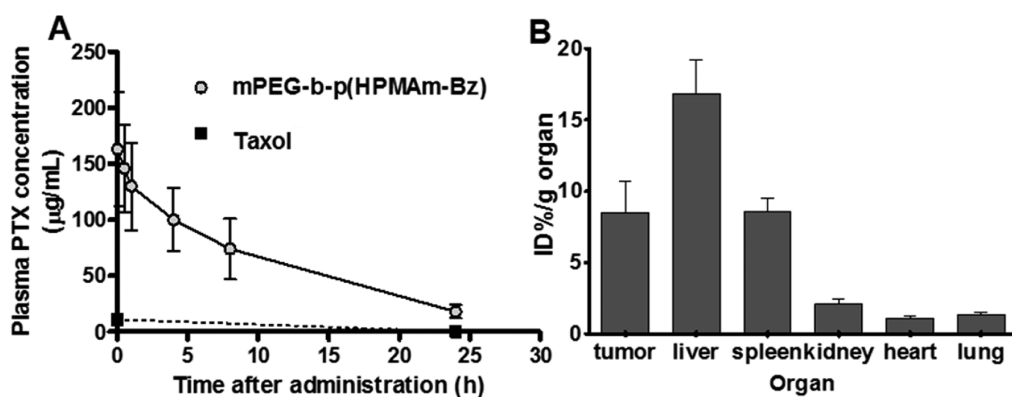 A
Plasma PTX concentration
(μg/mL)
250
200
150
100
50
0
mPEG-b-p(HPMAm-Bz)
Taxol
0 5 10 15 20 25 30
Time after administration (h)
B
ID%/g organ
20
15
10
5
0
tumor liver spleen kidney heart lung
Organ